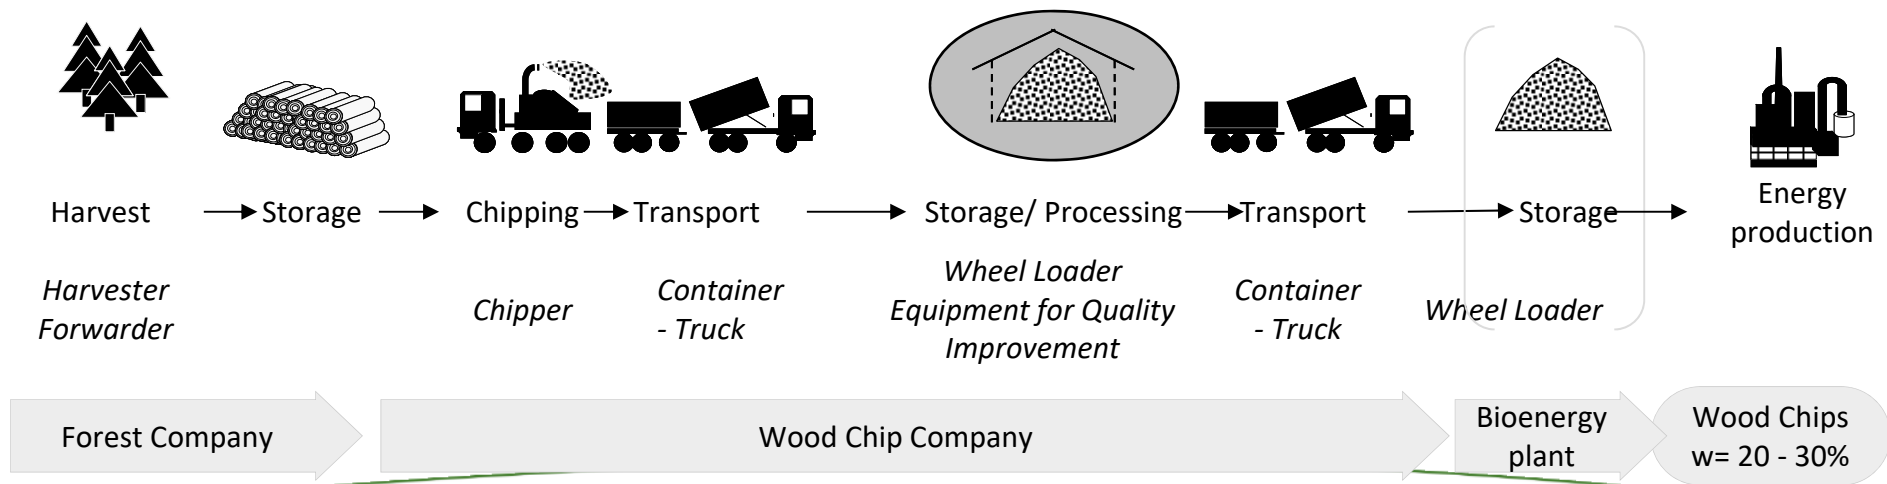 Harvest
Storage
Chipping
Transport
Storage/ Processing
Transport
Storage
Energy
production
Harvester
Forwarder
Chipper
Container
- Truck
Wheel Loader
Equipment for Quality
Improvement
Container
- Truck
Wheel Loader
Forest Company
Wood Chip Company
Bioenergy
plant
Wood Chips
w= 20 - 30%